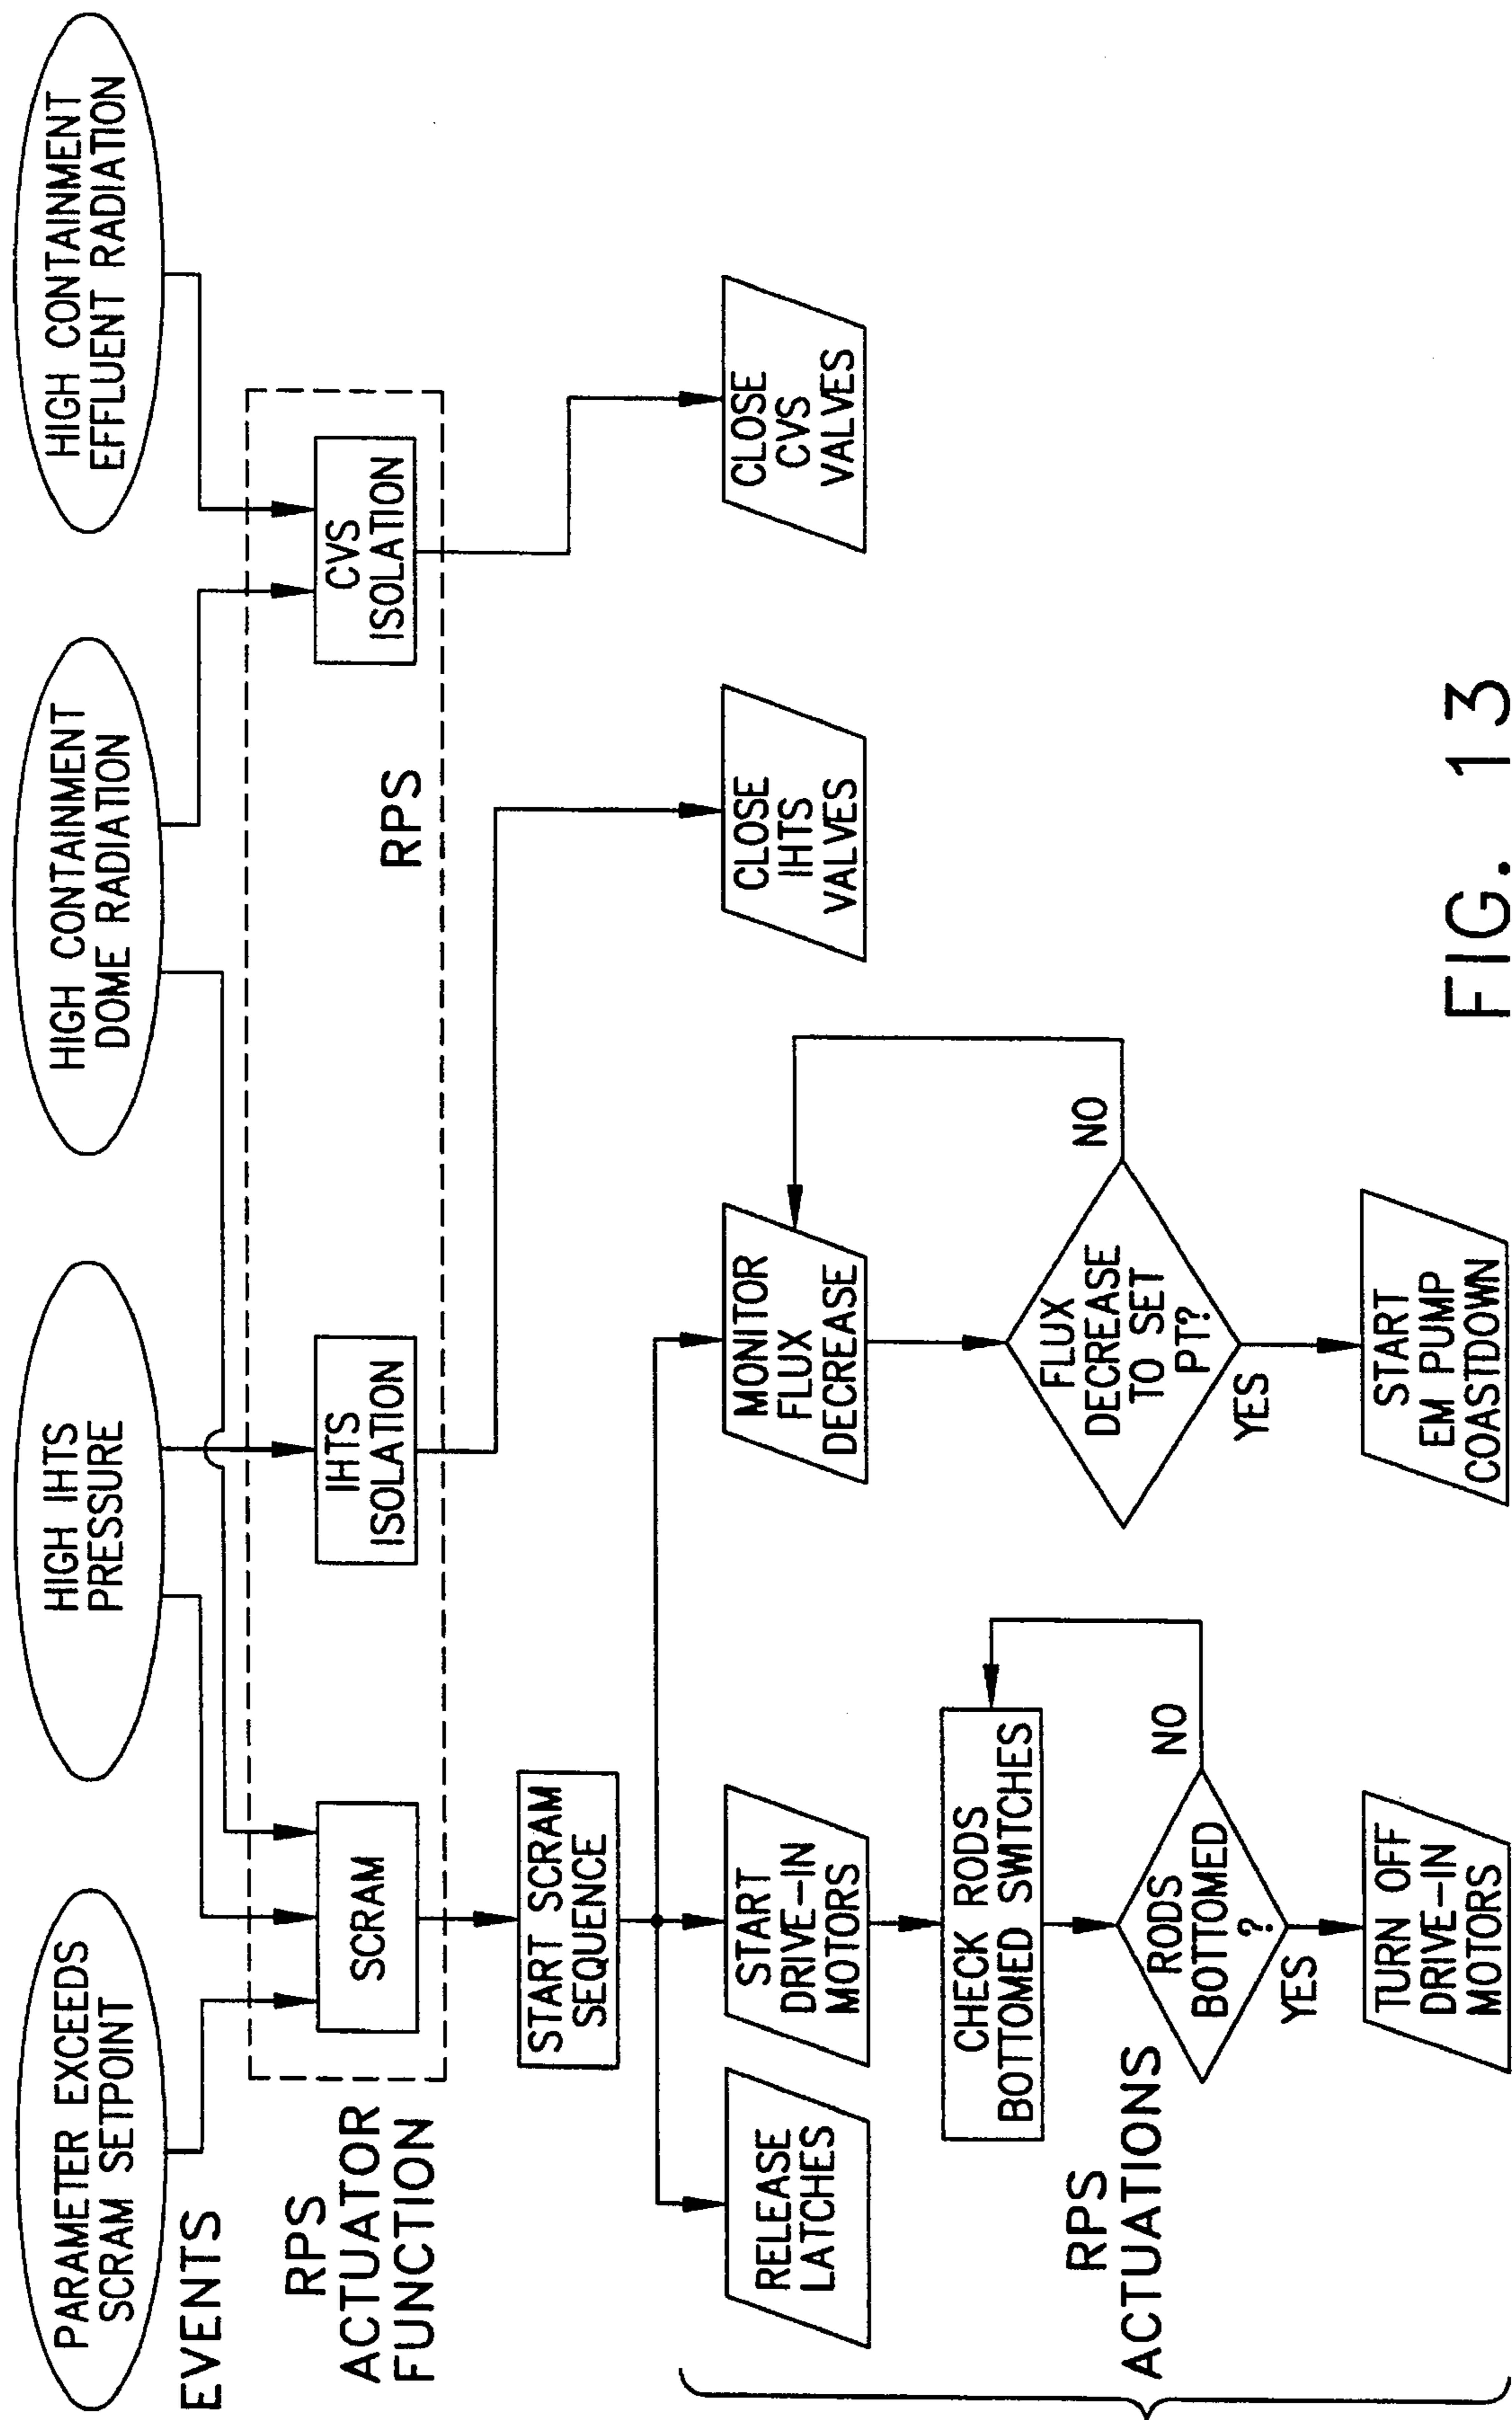 PARAMETER EXCEEDS
SCRAM SETPOINT
HIGH IHTS
PRESSURE
HIGH CONTAINMENT
DOME RADIATION
HIGH CONTAINMENT
EFFLUENT RADIATION
EVENTS
RPS
ACTUATOR
FUNCTION
SCRAM
IHTS
ISOLATION
RPS
CVS
ISOLATION
START SCRAM
SEQUENCE
RELEASE
LATCHES
START
DRIVE-IN
MOTORS
MONITOR
FLUX
DECREASE
CLOSE
IHTS
VALVES
CLOSE
CVS
VALVES
CHECK RODS
BOTTOMED SWITCHES
RPS
ACTUATIONS
RODS
BOTTOMED
?
NO
YES
FLUX
DECREASE
TO SET
PT?
NO
YES
TURN OFF
DRIVE-IN
MOTORS
START
EM PUMP
COASTDOWN
FIG. 13